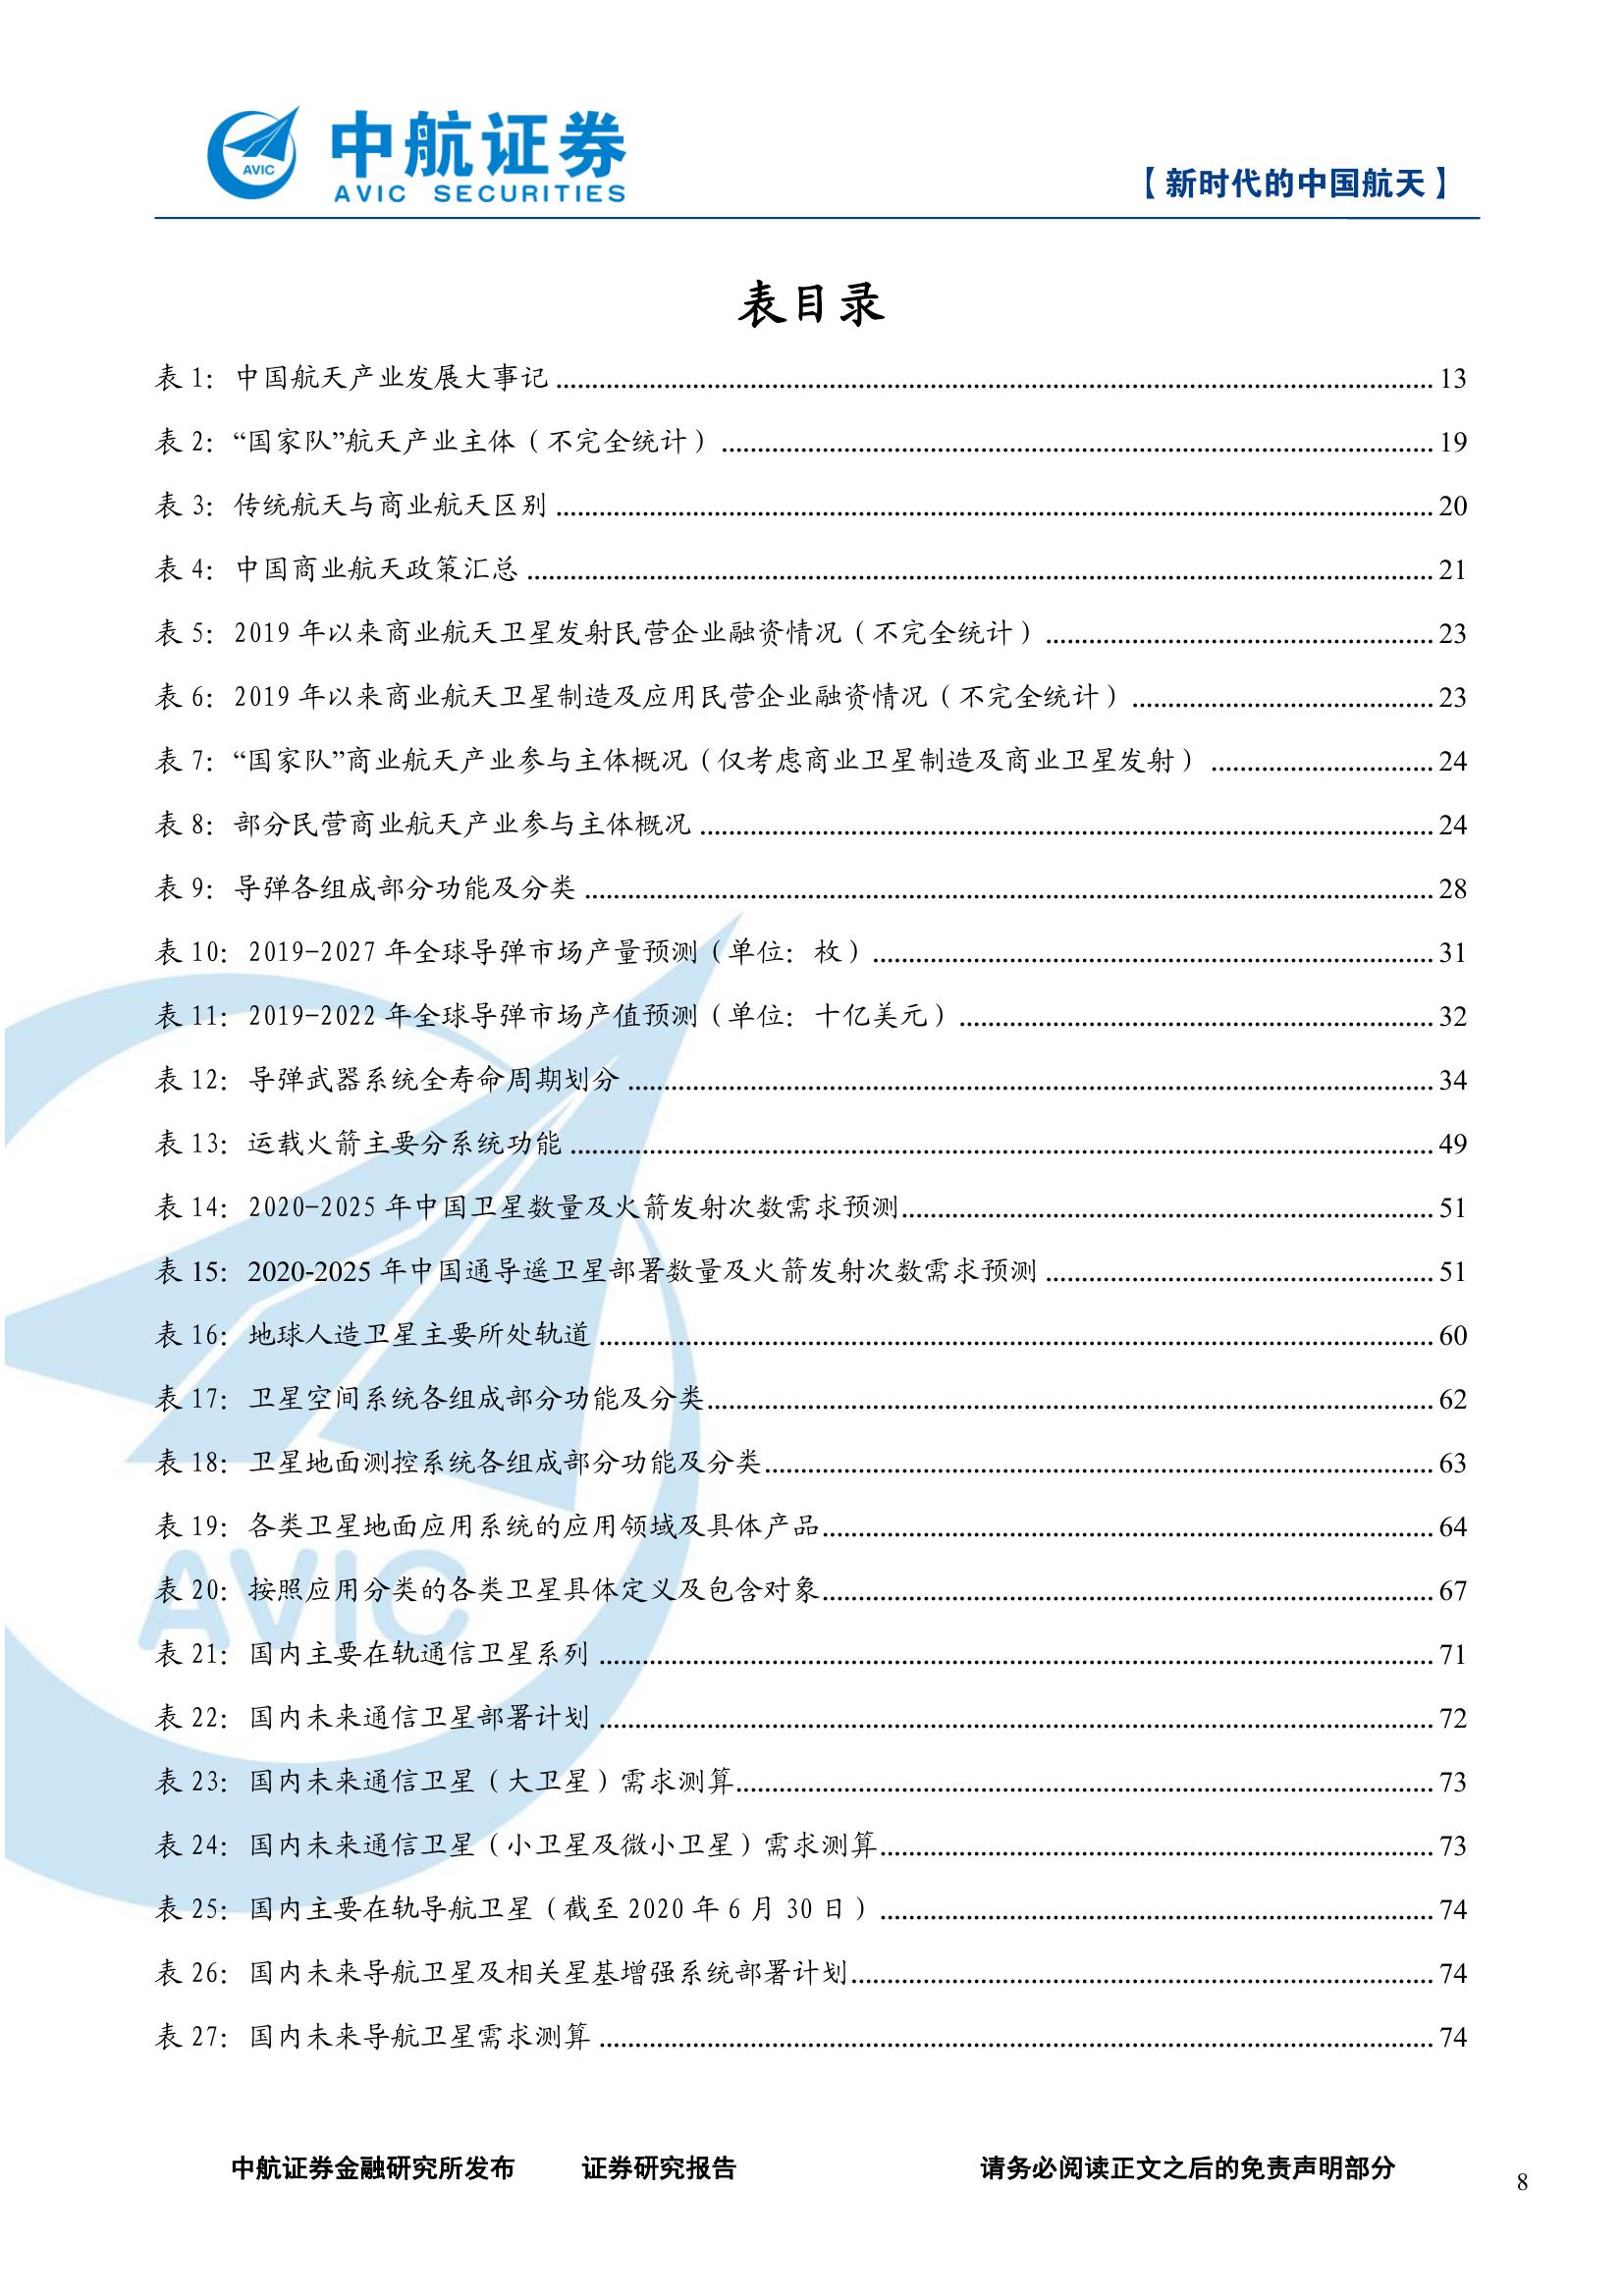 中航证券
AVIC SECURITIES
AVIC
【新时代的中国航天】
表目录
表 1：中国航天产业发展大事记 13
表 2：“国家队”航天产业主体（不完全统计） 19
表 3：传统航天与商业航天区别 20
表 4：中国商业航天政策汇总 21
表 5：2019 年以来商业航天卫星发射民营企业融资情况（不完全统计） 23
表 6：2019 年以来商业航天卫星制造及应用民营企业融资情况（不完全统计） 23
表 7：“国家队”商业航天产业参与主体概况（仅考虑商业卫星制造及商业卫星发射） 24
表 8：部分民营商业航天产业参与主体概况 24
表 9：导弹各组成部分功能及分类 28
表 10：2019-2027 年全球导弹市场产量预测（单位：枚） 31
表 11：2019-2022 年全球导弹市场产值预测（单位：十亿美元） 32
表 12：导弹武器系统全寿命周期划分 34
表 13：运载火箭主要分系统功能 49
表 14：2020-2025 年中国卫星数量及火箭发射次数需求预测 51
表 15：2020-2025 年中国通导遥卫星部署数量及火箭发射次数需求预测 51
表 16：地球人造卫星主要所处轨道 60
表 17：卫星空间系统各组成部分功能及分类 62
表 18：卫星地面测控系统各组成部分功能及分类 63
表 19：各类卫星地面应用系统的应用领域及具体产品 64
表 20：按照应用分类的各类卫星具体定义及包含对象 67
表 21：国内主要在轨通信卫星系列 71
表 22：国内未来通信卫星部署计划 72
表 23：国内未来通信卫星（大卫星）需求测算 73
表 24：国内未来通信卫星（小卫星及微小卫星）需求测算 73
表 25：国内主要在轨导航卫星（截至 2020 年 6 月 30 日） 74
表 26：国内未来导航卫星及相关星基增强系统部署计划 74
表 27：国内未来导航卫星需求测算 74
AVIC
中航证券金融研究所发布 证券研究报告 请务必阅读正文之后的免责声明部分
8